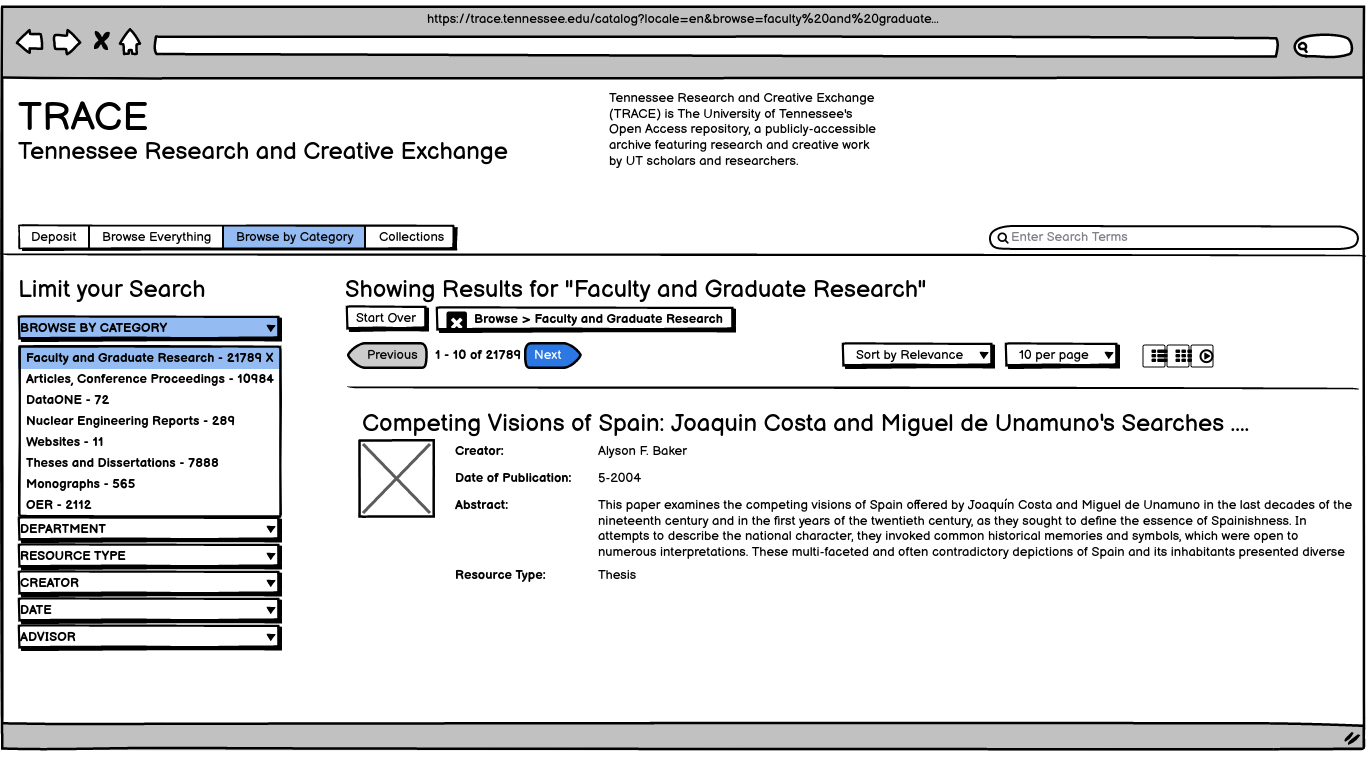 https://trace.tennessee.edu/catalog?locale=en&browse=faculty%20and%20graduate...
TRACE
Tennessee Research and Creative Exchange
Tennessee Research and Creative Exchange
(TRACE) is The University of Tennessee's
Open Access repository, a publicly-accessible
archive featuring research and creative work
by UT scholars and researchers.
Deposit
Browse Everything
Browse by Category
Collections
Enter Search Terms
Limit your Search
BROWSE BY CATEGORY
Faculty and Graduate Research - 21789 X
Articles, Conference Proceedings - 10984
DataONE - 72
Nuclear Engineering Reports - 289
Websites - 11
Theses and Dissertations - 7888
Monographs - 565
OER - 2112
DEPARTMENT
RESOURCE TYPE
CREATOR
DATE
ADVISOR
Showing Results for "Faculty and Graduate Research"
Start Over
Browse > Faculty and Graduate Research
Previous
1 - 10 of 21789
Next
Sort by Relevance
10 per page
Competing Visions of Spain: Joaquin Costa and Miguel de Unamuno's Searches ....
Creator:
Alyson F. Baker
Date of Publication:
5-2004
Abstract:
This paper examines the competing visions of Spain offered by Joaquín Costa and Miguel de Unamuno in the last decades of the
nineteenth century and in the first years of the twentieth century, as they sought to define the essence of Spainishness. In
attempts to describe the national character, they invoked common historical memories and symbols, which were open to
numerous interpretations. These multi-faceted and often contradictory depictions of Spain and its inhabitants presented diverse
Resource Type:
Thesis